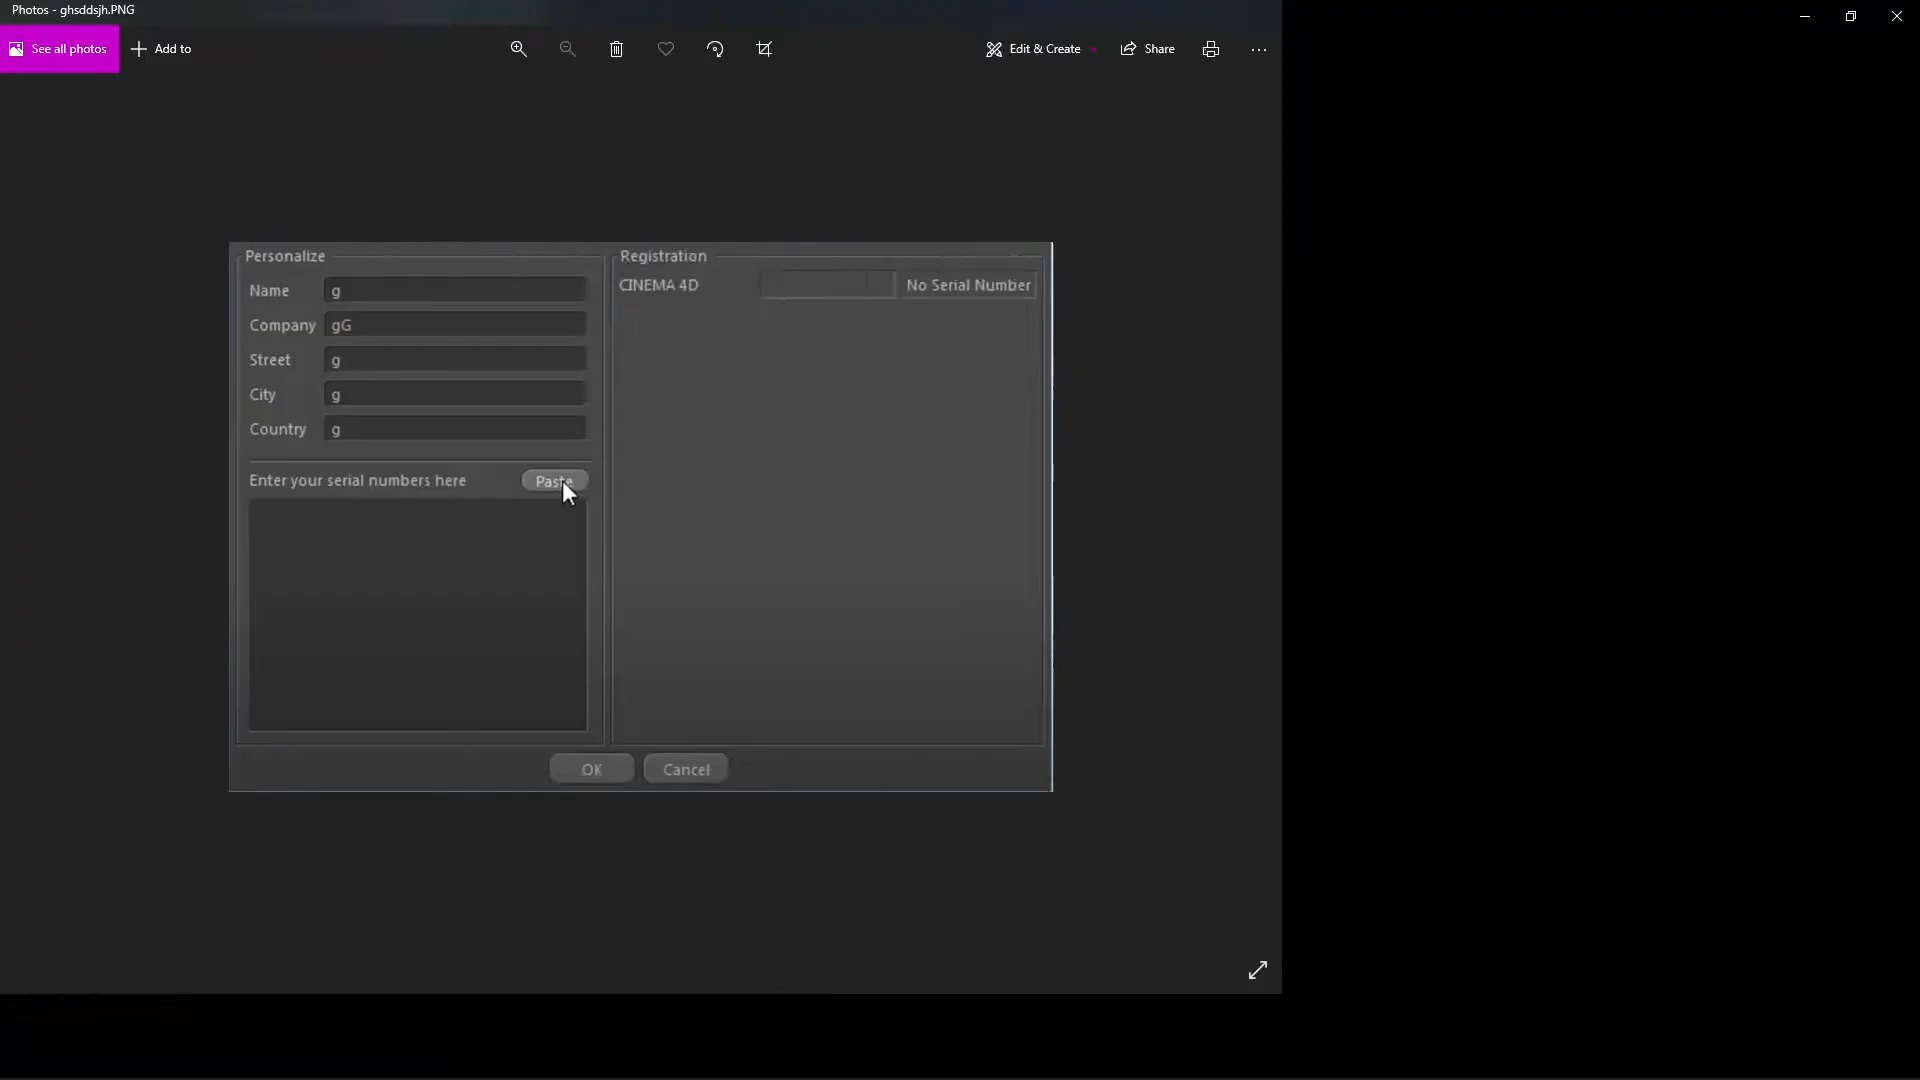 Photos - ghsddsjh.PNG
See all photos
Add to
Edit & Create
Share
Personalize
Name g
Company gG
Street g
City g
Country g
Enter your serial numbers here Paste
Registration
CINEMA 4D No Serial Number
OK Cancel